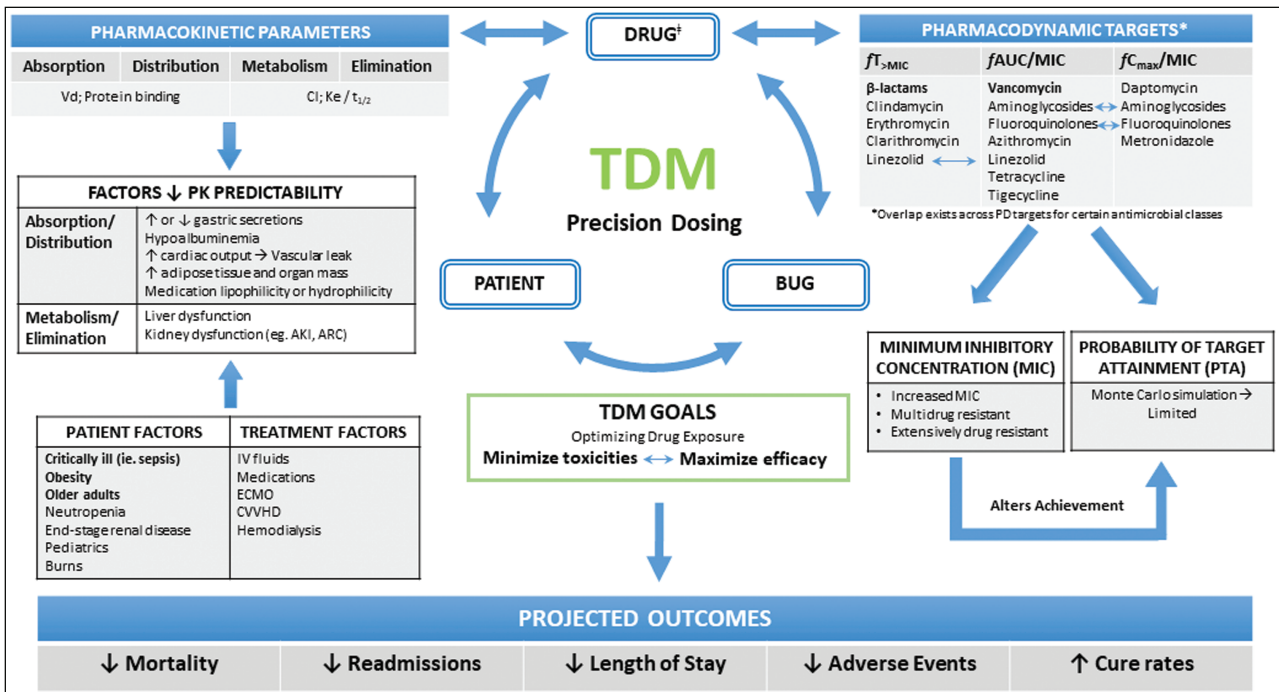 PHARMACOKINETIC PARAMETERS
Absorption Distribution Metabolism Elimination
Vd; Protein binding Cl; Ke / t1/2
DRUG‡
PHARMACODYNAMIC TARGETS*
fT>MIC fAUC/MIC fCmax/MIC
β-lactams Vancomycin Daptomycin
Clindamycin Aminoglycosides ↔ Aminoglycosides
Erythromycin Fluoroquinolones ↔ Fluoroquinolones
Clarithromycin Azithromycin Metronidazole
Linezolid ↔ Linezolid
Tetracycline
Tigecycline
*Overlap exists across PD targets for certain antimicrobial classes
TDM
Precision Dosing
PATIENT
BUG
FACTORS ↓ PK PREDICTABILITY
Absorption/
Distribution
↑ or ↓ gastric secretions
Hypoalbuminemia
↑ cardiac output → Vascular leak
↑ adipose tissue and organ mass
Medication lipophilicity or hydrophilicity
Metabolism/
Elimination
Liver dysfunction
Kidney dysfunction (eg. AKI, ARC)
PATIENT FACTORS
Critically ill (ie. sepsis)
Obesity
Older adults
Neutropenia
End-stage renal disease
Pediatrics
Burns
TREATMENT FACTORS
IV fluids
Medications
ECMO
CVVHD
Hemodialysis
TDM GOALS
Optimizing Drug Exposure
Minimize toxicities ↔ Maximize efficacy
MINIMUM INHIBITORY
CONCENTRATION (MIC)
• Increased MIC
• Multidrug resistant
• Extensively drug resistant
PROBABILITY OF TARGET
ATTAINMENT (PTA)
Monte Carlo simulation →
Limited
Alters Achievement
PROJECTED OUTCOMES
↓ Mortality ↓ Readmissions ↓ Length of Stay ↓ Adverse Events ↑ Cure rates